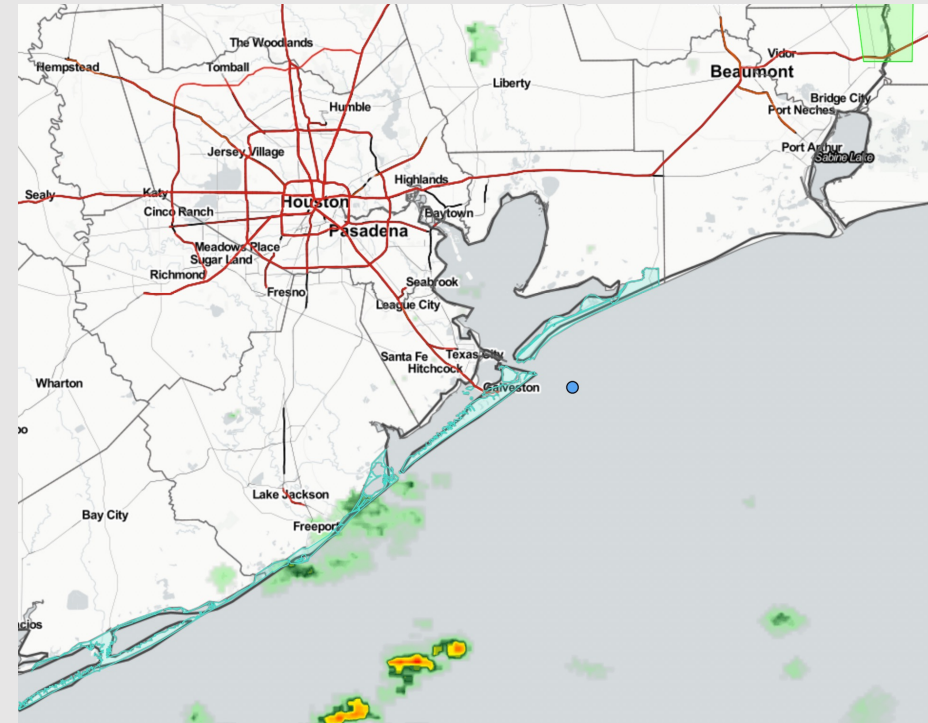 The Woodlands
Hempstead
Tomball
Vidor
Beaumont
Liberty
Humble
Bridge City
Port Neches
Jersey Village
Port Arthur
Sabine Lake
Highlands
Sealy
Katy
Houston
Cinco Ranch
Baytown
Pasadena
Meadows Place
Sugar Land
Richmond
Seabrook
Fresno
League City
Santa Fe
Texas City
Hitchcock
Wharton
Galveston
Lake Jackson
Bay City
Freeport